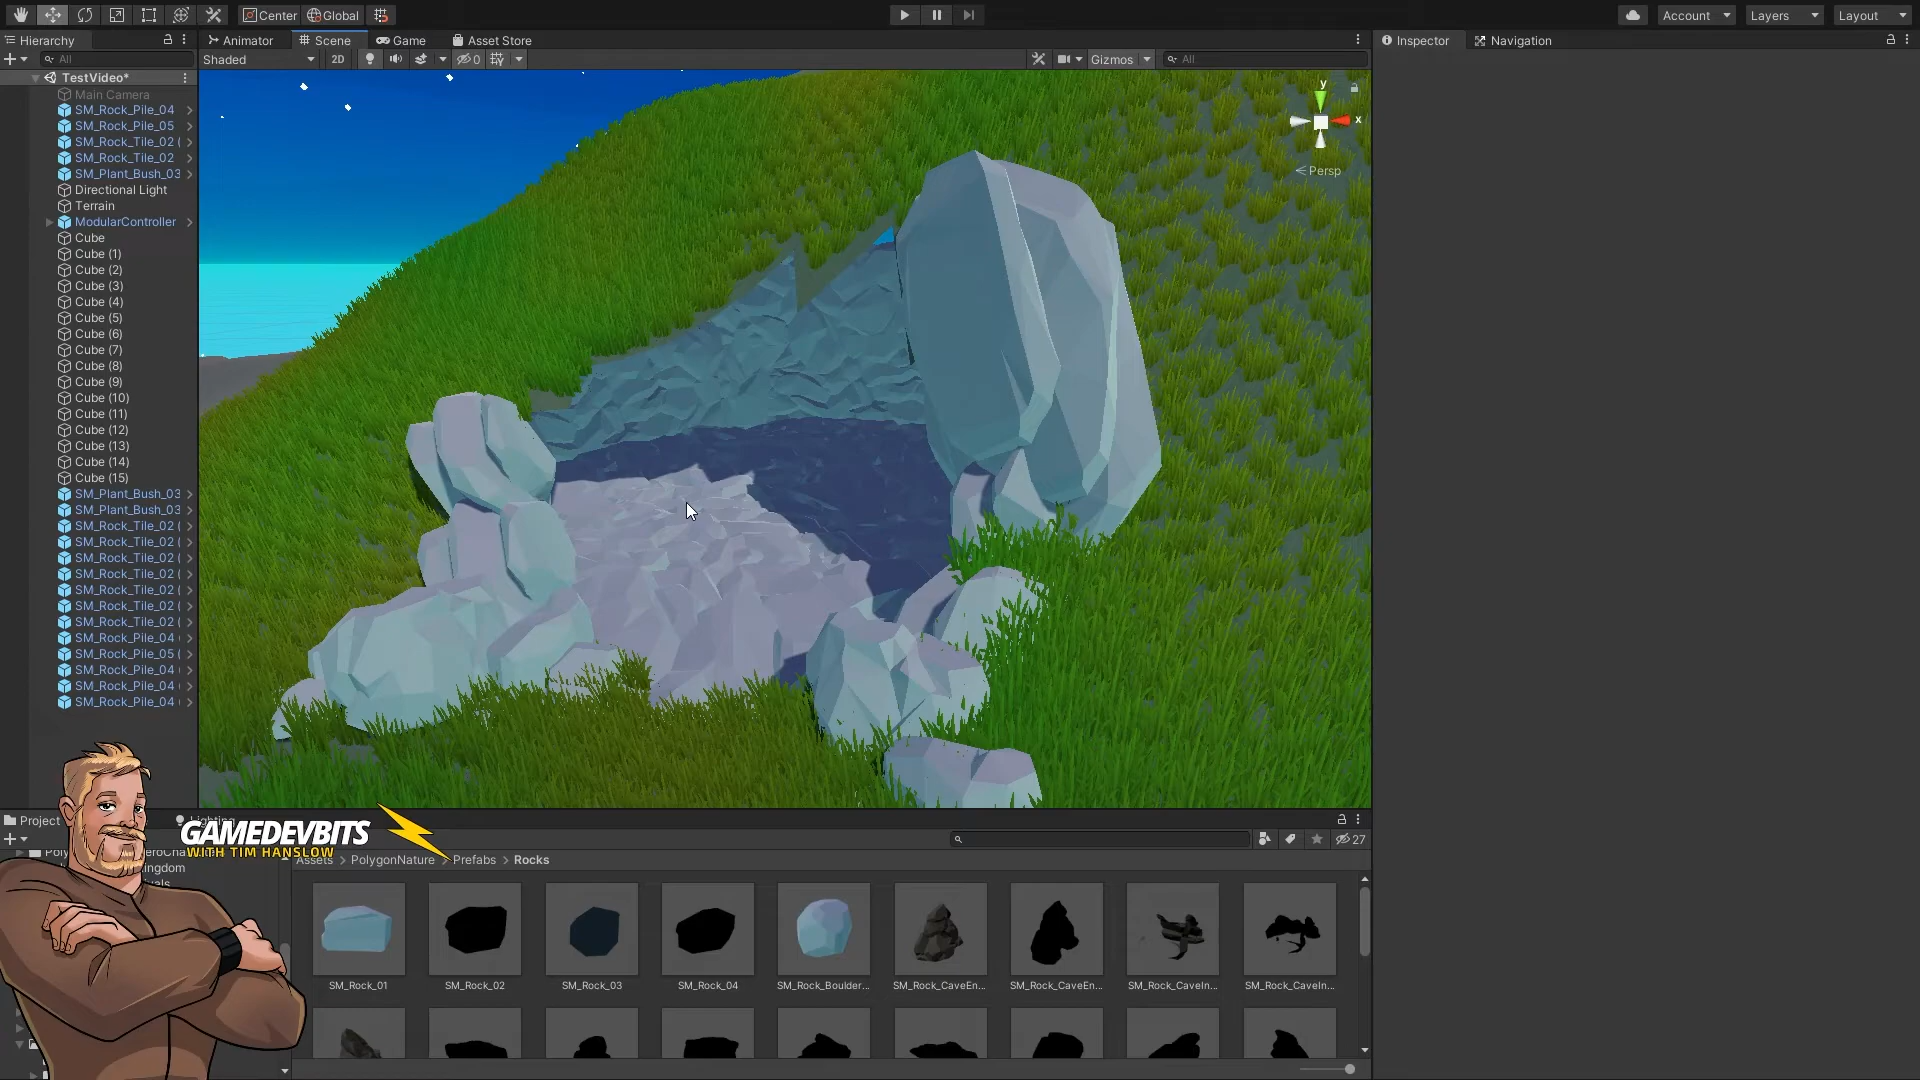 Center
Global
Account
Layers
Layout
Hierarchy
Animator
Scene
Game
Asset Store
Inspector
Navigation
All
Shaded
2D
0
Gizmos
All
TestVideo*
Main Camera
SM_Rock_Pile_04
SM_Rock_Pile_05
SM_Rock_Tile_02 (
SM_Rock_Tile_02
SM_Plant_Bush_03
Directional Light
Terrain
ModularController
Cube
Cube (1)
Cube (2)
Cube (3)
Cube (4)
Cube (5)
Cube (6)
Cube (7)
Cube (8)
Cube (9)
Cube (10)
Cube (11)
Cube (12)
Cube (13)
Cube (14)
Cube (15)
SM_Plant_Bush_03
SM_Plant_Bush_03
SM_Rock_Tile_02 (
SM_Rock_Tile_02 (
SM_Rock_Tile_02 (
SM_Rock_Tile_02 (
SM_Rock_Tile_02 (
SM_Rock_Tile_02 (
SM_Rock_Tile_02 (
SM_Rock_Pile_04
SM_Rock_Pile_05 (
SM_Rock_Pile_04
SM_Rock_Pile_04
SM_Rock_Pile_04
y
x
Persp
Project
GAMEDEVBITS
WITH TIM HANSLOW
27
Assets > PolygonNature > Prefabs > Rocks
SM_Rock_01
SM_Rock_02
SM_Rock_03
SM_Rock_04
SM_Rock_Boulder...
SM_Rock_CaveEn...
SM_Rock_CaveEn...
SM_Rock_CaveIn...
SM_Rock_CaveIn...